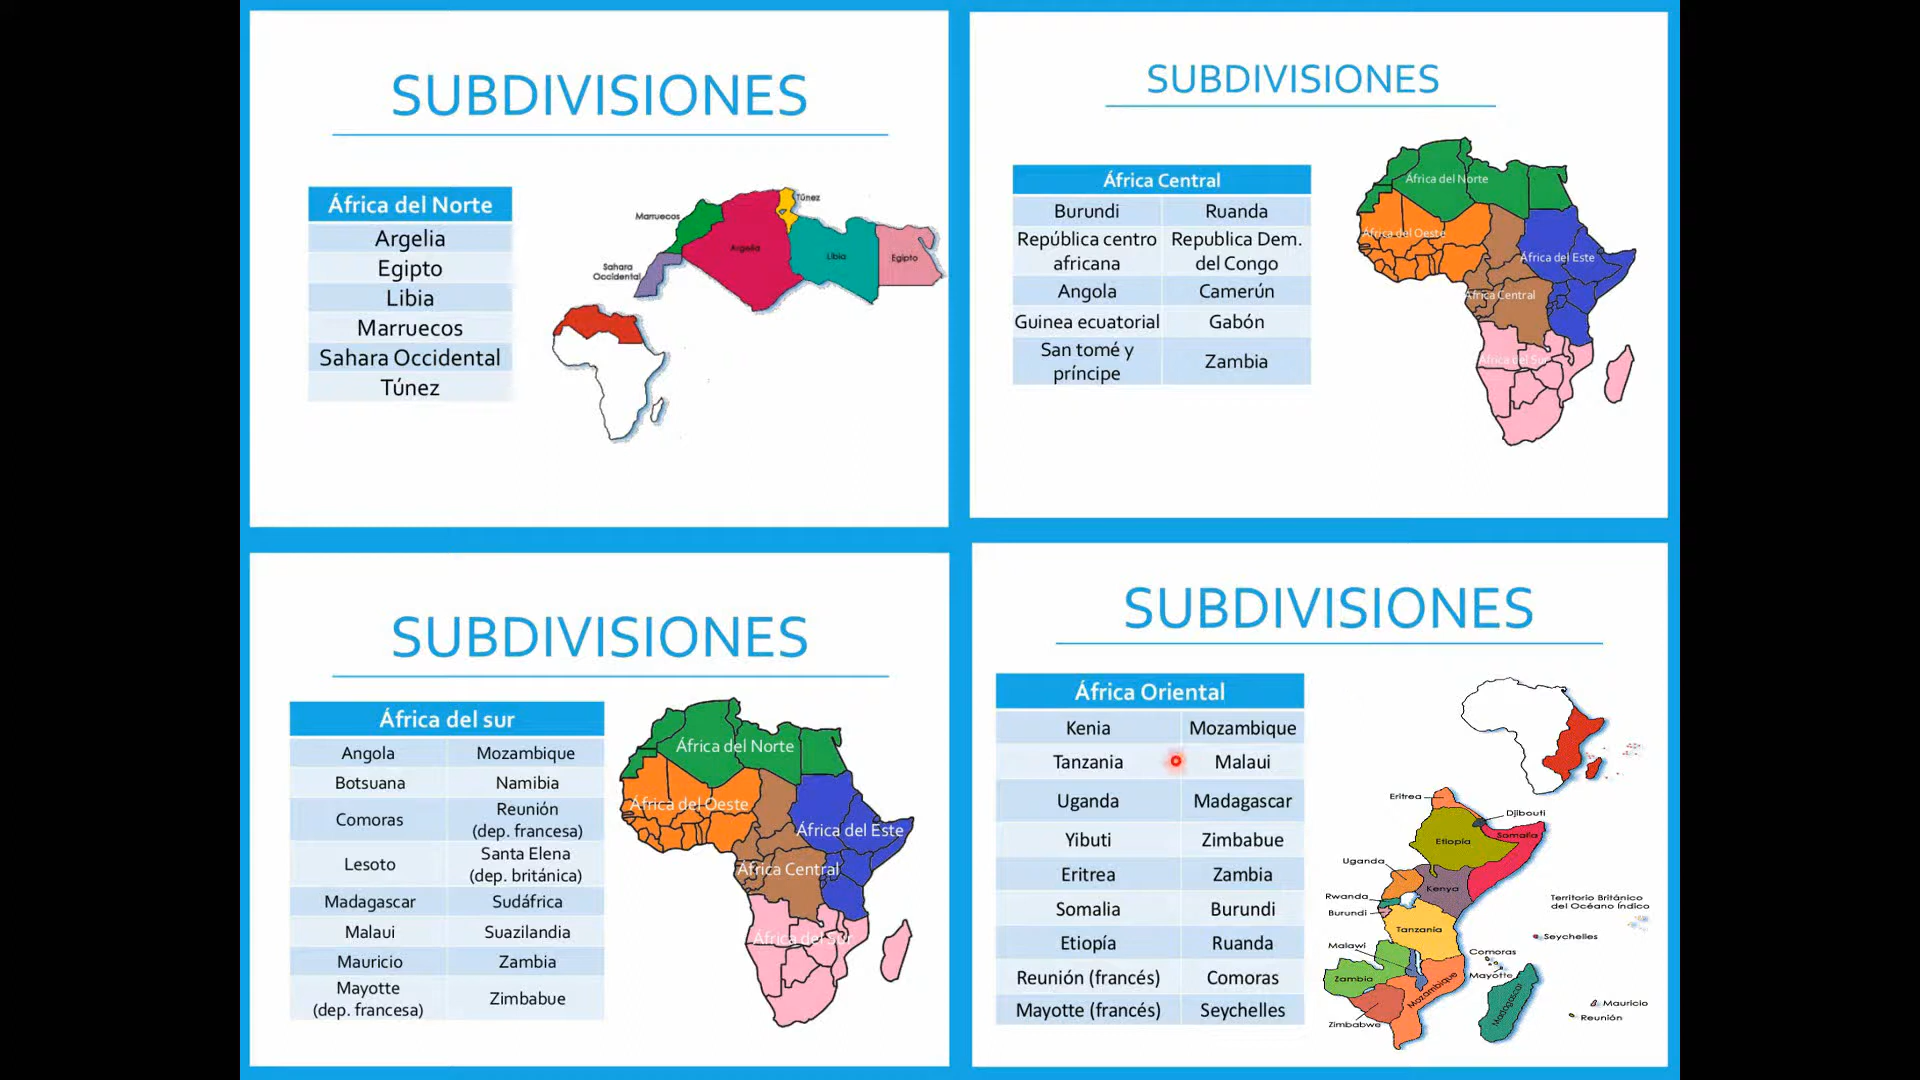 SUBDIVISIONES
África del Norte
Argelia
Egipto
Libia
Marruecos
Sahara Occidental
Túnez
Túnez
Marruecos
Argelia
Libia
Egipto
Sahara
Occidental
SUBDIVISIONES
África Central
Burundi Ruanda
República centro
africana
Republica Dem.
del Congo
Angola Camerún
Guinea ecuatorial Gabón
San tomé y
príncipe
Zambia
África del Norte
África del Oeste
África del Este
África Central
África del Sur
SUBDIVISIONES
África del sur
Angola Mozambique
Botsuana Namibia
Comoras
Reunión
(dep. francesa)
Lesoto
Santa Elena
(dep. británica)
Madagascar Sudáfrica
Malaui Suazilandia
Mauricio Zambia
Mayotte
(dep. francesa)
Zimbabue
África del Norte
África del Oeste
África del Este
África Central
África del Sur
SUBDIVISIONES
África Oriental
Kenia Mozambique
Tanzania Malaui
Uganda Madagascar
Yibuti Zimbabue
Eritrea Zambia
Somalia Burundi
Etiopía Ruanda
Reunión (francés) Comoras
Mayotte (francés) Seychelles
Eritrea
Djibouti
Somalia
Etiopía
Uganda
Kenya
Rwanda
Burundi
Tanzania
Territorio Británico
del Océano Índico
Seychelles
Malawi
Comoras
Mayotte
Zambia
Mozambique
Madagascar
Mauricio
Reunión
Zimbabwe